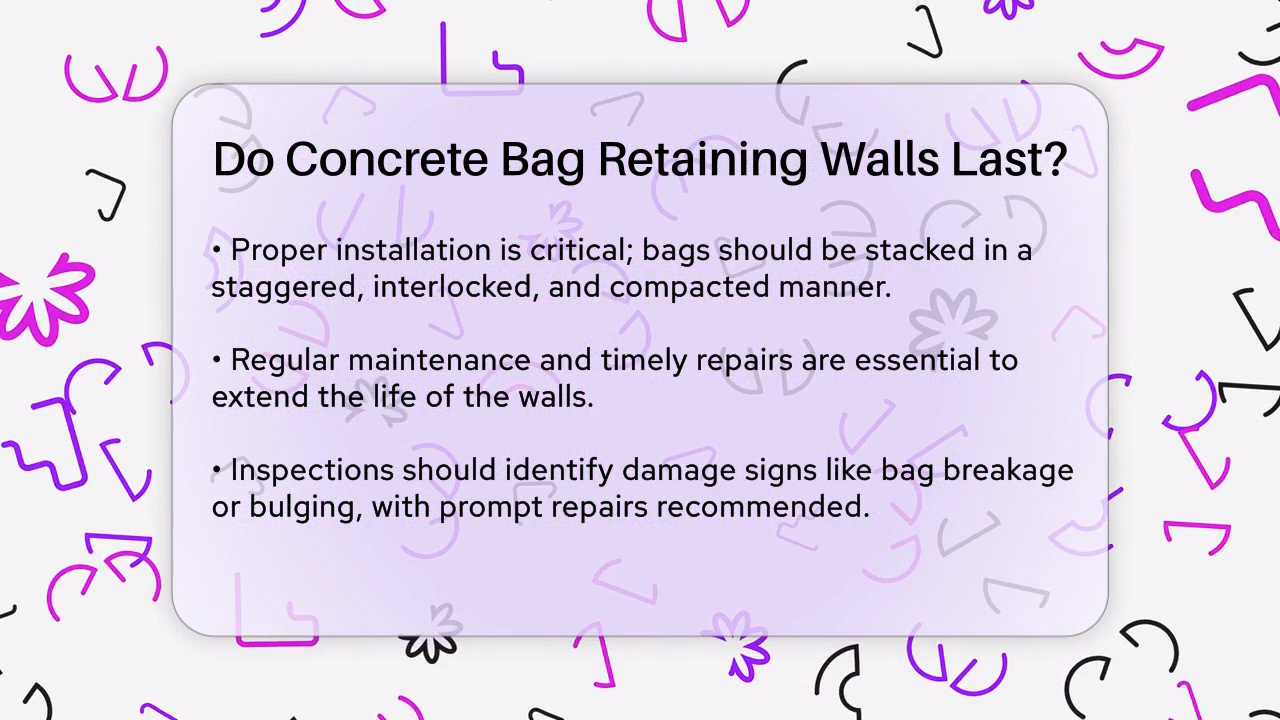 Do Concrete Bag Retaining Walls Last?
• Proper installation is critical; bags should be stacked in a
staggered, interlocked, and compacted manner.
• Regular maintenance and timely repairs are essential to
extend the life of the walls.
• Inspections should identify damage signs like bag breakage
or bulging, with prompt repairs recommended.